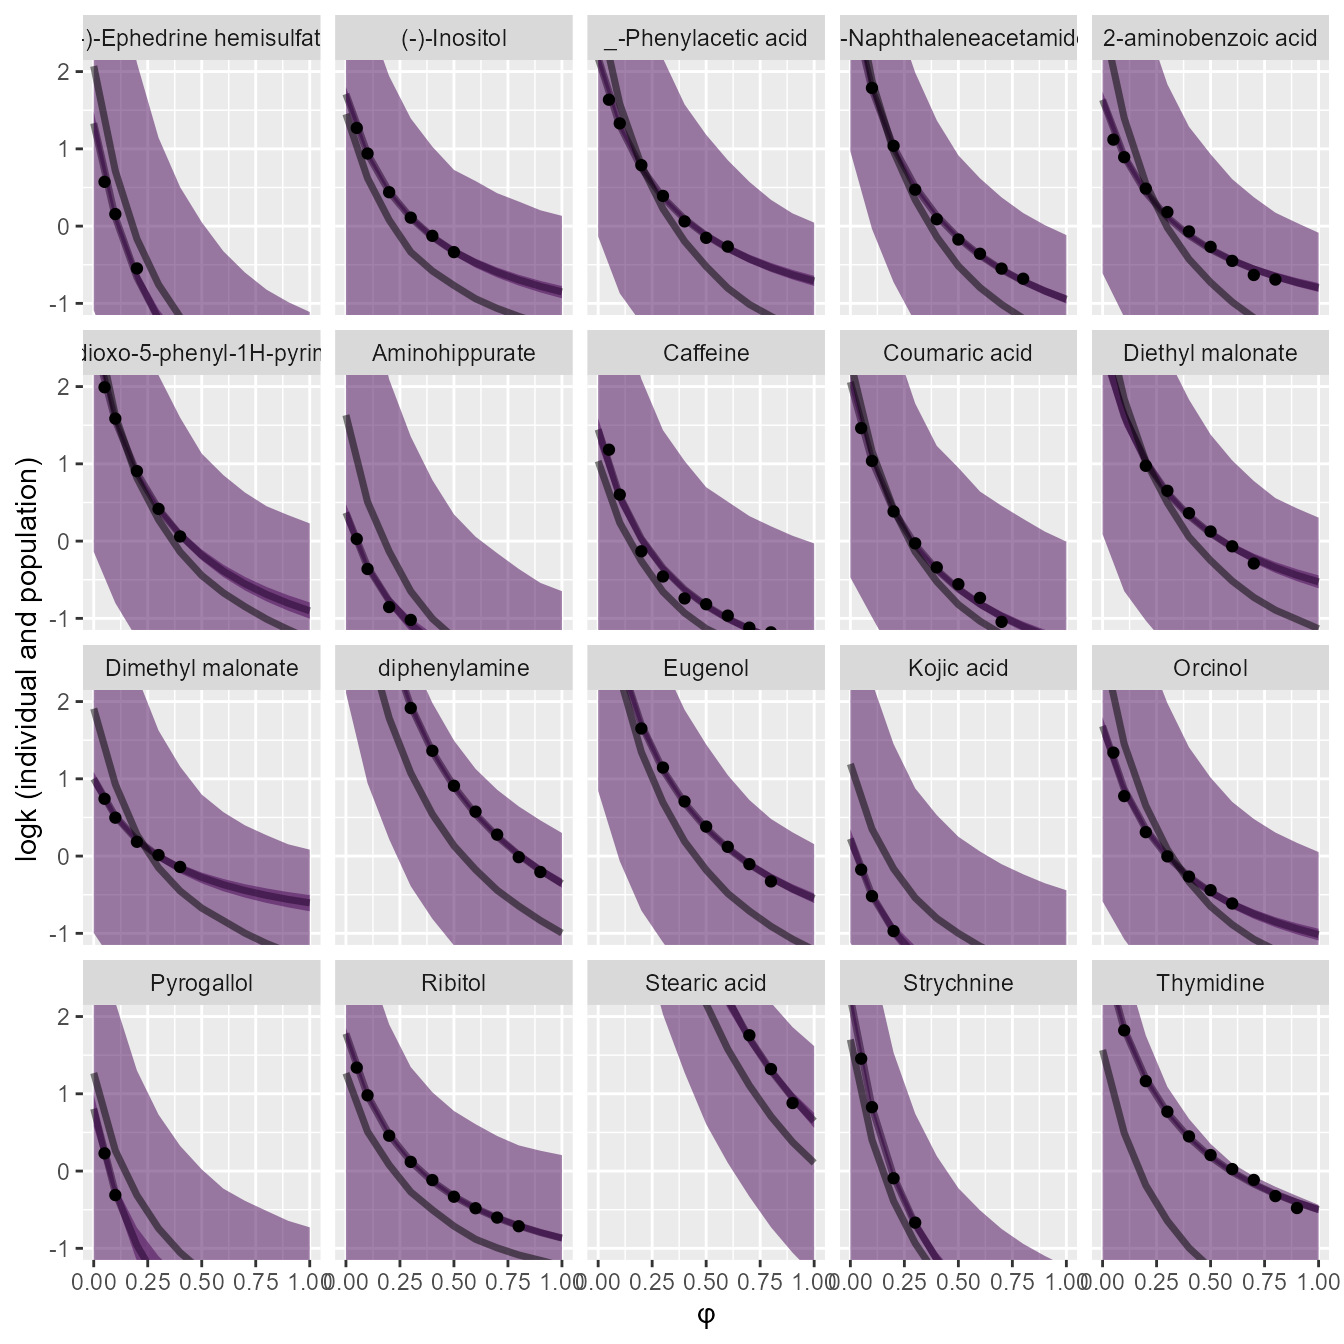 -)-Ephedrine hemisulfat
(-)-Inositol
_-Phenylacetic acid
-Naphthaleneacetamide
2-aminobenzoic acid
2
1
0
-1
dioxo-5-phenyl-1H-pyrim
Aminohippurate
Caffeine
Coumaric acid
Diethyl malonate
2
1
0
-1
logk (individual and population)
Dimethyl malonate
diphenylamine
Eugenol
Kojic acid
Orcinol
2
1
0
-1
Pyrogallol
Ribitol
Stearic acid
Strychnine
Thymidine
2
1
0
-1
0.00 0.25 0.50 0.75 1.00
0.00 0.25 0.50 0.75 1.00
0.00 0.25 0.50 0.75 1.00
0.00 0.25 0.50 0.75 1.00
0.00 0.25 0.50 0.75 1.00
φ